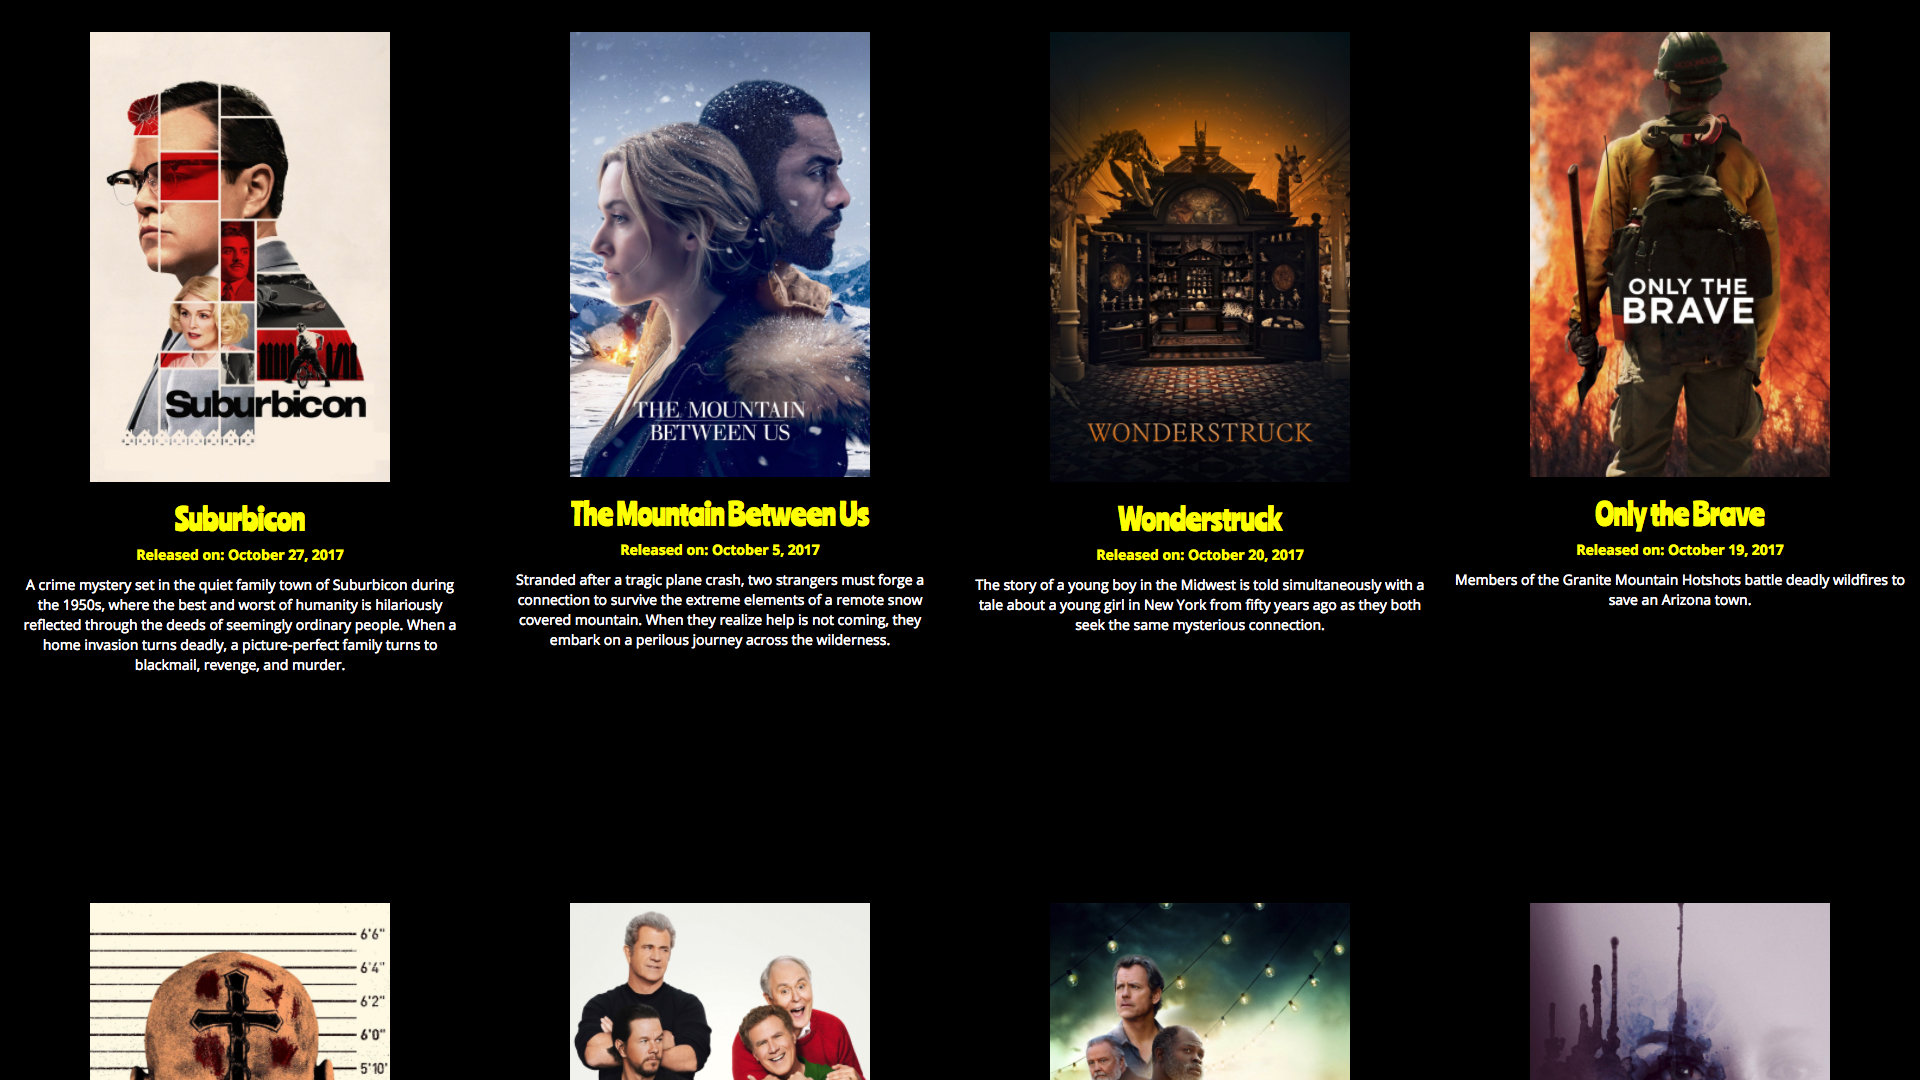 Suburbicon
THE MOUNTAIN
BETWEEN US
WONDERSTRUCK
ONLY THE
BRAVE
Suburbicon
Released on: October 27, 2017
A crime mystery set in the quiet family town of Suburbicon during
the 1950s, where the best and worst of humanity is hilariously
reflected through the deeds of seemingly ordinary people. When a
home invasion turns deadly, a picture-perfect family turns to
blackmail, revenge, and murder.
The Mountain Between Us
Released on: October 5, 2017
Stranded after a tragic plane crash, two strangers must forge a
connection to survive the extreme elements of a remote snow
covered mountain. When they realize help is not coming, they
embark on a perilous journey across the wilderness.
Wonderstruck
Released on: October 20, 2017
The story of a young boy in the Midwest is told simultaneously with a
tale about a young girl in New York from fifty years ago as they both
seek the same mysterious connection.
Only the Brave
Released on: October 19, 2017
Members of the Granite Mountain Hotshots battle deadly wildfires to
save an Arizona town.
6'6"
6'4"
6'2"
6'0"
5'10"